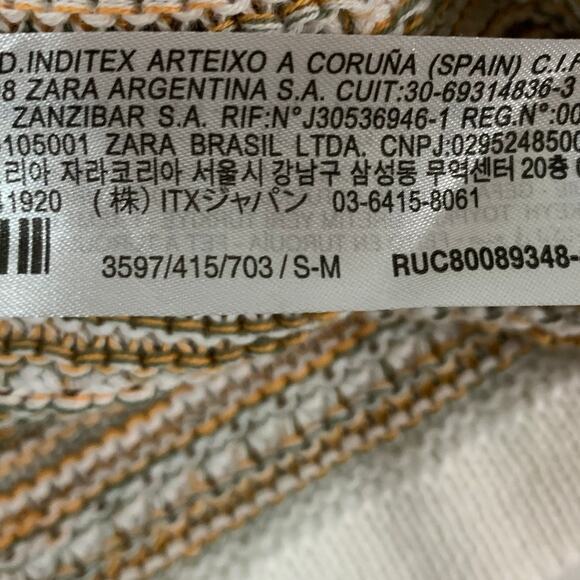 D.INDITEX ARTEIXO A CORUÑA (SPAIN) C.I.F
8 ZARA ARGENTINA S.A. CUIT:30-69314836-3
ZANZIBAR S.A. RIF:NºJ30536946-1 REG.Nº:00
0105001 ZARA BRASIL LTDA, CNPJ:0295248500
리아 자라코리아 서울시 강남구 삼성동 무역센터 20층
1920 (株) ITXジャパン 03-6415-8061
3597/415/703/S-M RUC80089348-